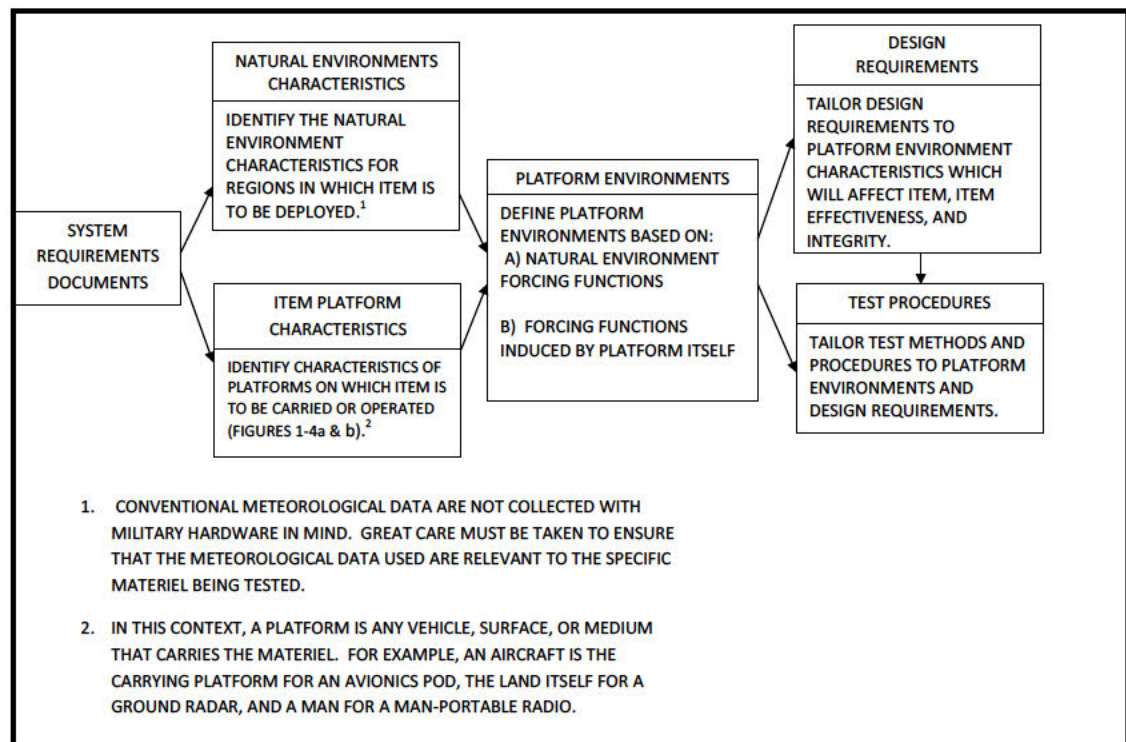 SYSTEM
REQUIREMENTS
DOCUMENTS
NATURAL ENVIRONMENTS
CHARACTERISTICS
IDENTIFY THE NATURAL
ENVIRONMENT
CHARACTERISTICS FOR
REGIONS IN WHICH ITEM IS
TO BE DEPLOYED.¹
ITEM PLATFORM
CHARACTERISTICS
IDENTIFY CHARACTERISTICS OF
PLATFORMS ON WHICH ITEM IS
TO BE CARRIED OR OPERATED
(FIGURES 1-4a & b).²
PLATFORM ENVIRONMENTS
DEFINE PLATFORM
ENVIRONMENTS BASED ON:
A) NATURAL ENVIRONMENT
FORCING FUNCTIONS
B) FORCING FUNCTIONS
INDUCED BY PLATFORM ITSELF
DESIGN
REQUIREMENTS
TAILOR DESIGN
REQUIREMENTS TO
PLATFORM ENVIRONMENT
CHARACTERISTICS WHICH
WILL AFFECT ITEM, ITEM
EFFECTIVENESS, AND
INTEGRITY.
TEST PROCEDURES
TAILOR TEST METHODS AND
PROCEDURES TO PLATFORM
ENVIRONMENTS AND
DESIGN REQUIREMENTS.
1. CONVENTIONAL METEOROLOGICAL DATA ARE NOT COLLECTED WITH
MILITARY HARDWARE IN MIND. GREAT CARE MUST BE TAKEN TO ENSURE
THAT THE METEOROLOGICAL DATA USED ARE RELEVANT TO THE SPECIFIC
MATERIEL BEING TESTED.
2. IN THIS CONTEXT, A PLATFORM IS ANY VEHICLE, SURFACE, OR MEDIUM
THAT CARRIES THE MATERIEL. FOR EXAMPLE, AN AIRCRAFT IS THE
CARRYING PLATFORM FOR AN AVIONICS POD, THE LAND ITSELF FOR A
GROUND RADAR, AND A MAN FOR A MAN-PORTABLE RADIO.